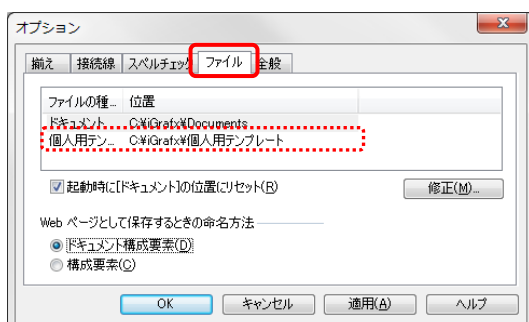 オプション
揃え 接続線 スペルチェック ファイル 全般
ファイルの種... 位置
ドキュメント C:¥iGrafx¥Documents
個人用テン... C:¥iGrafx¥個人用テンプレート
起動時に[ドキュメント]の位置にリセット(R) 修正(M)...
Web ページとして保存するときの命名方法
ドキュメント構成要素(D)
構成要素(C)
OK キャンセル 適用(A) ヘルプ